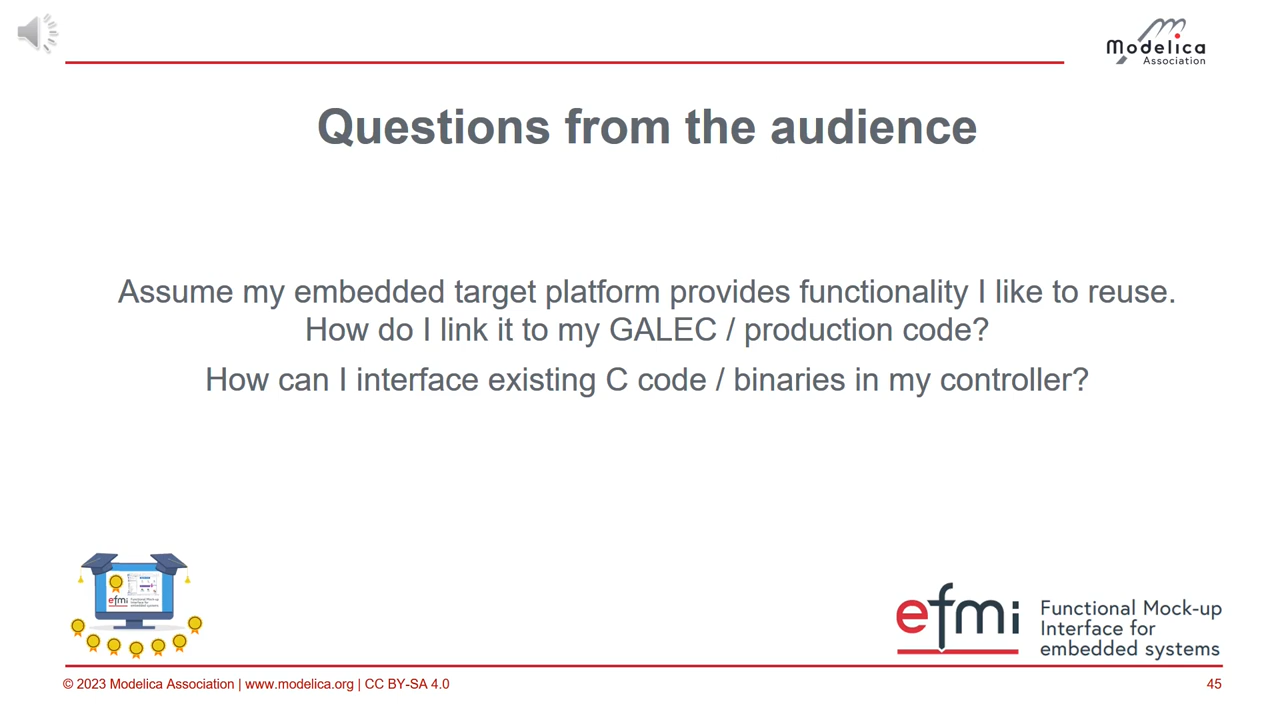 Modelica
Association
Questions from the audience
Assume my embedded target platform provides functionality I like to reuse.
How do I link it to my GALEC / production code?
How can I interface existing C code / binaries in my controller?
efmi
efmi Functional Mock-up
Interface for
embedded systems
© 2023 Modelica Association | www.modelica.org | CC BY-SA 4.0
45